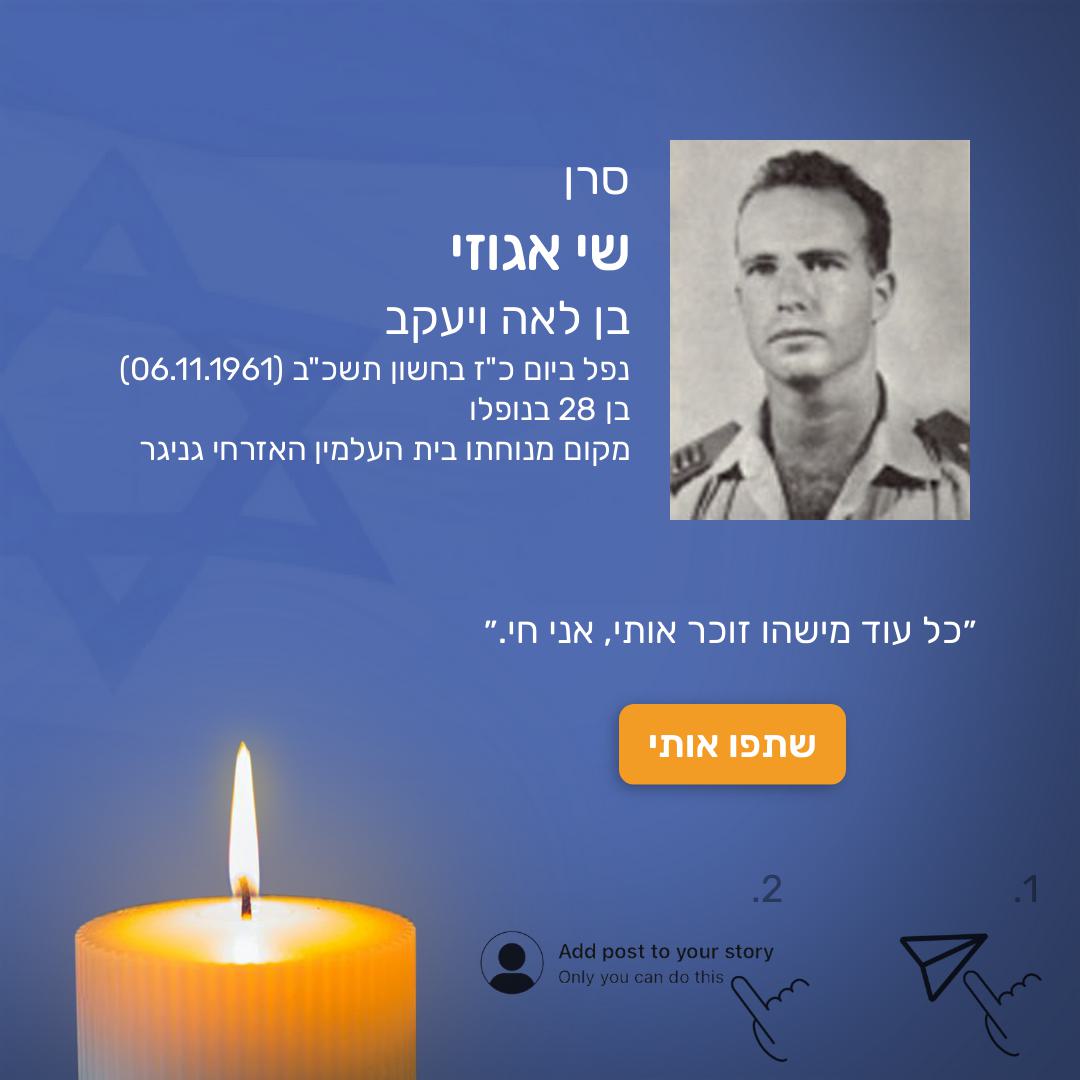 סרן
שי אגוזי
בן לאה ויעקב
נפל ביום כ"ז בחשון תשכ"ב (06.11.1961)
בן 28 בנופלו
מקום מנוחתו בית העלמין האזרחי גניגר
״כל עוד מישהו זוכר אותי, אני חי.״
שתפו אותי
1.
2.
Add post to your story
Only you can do this